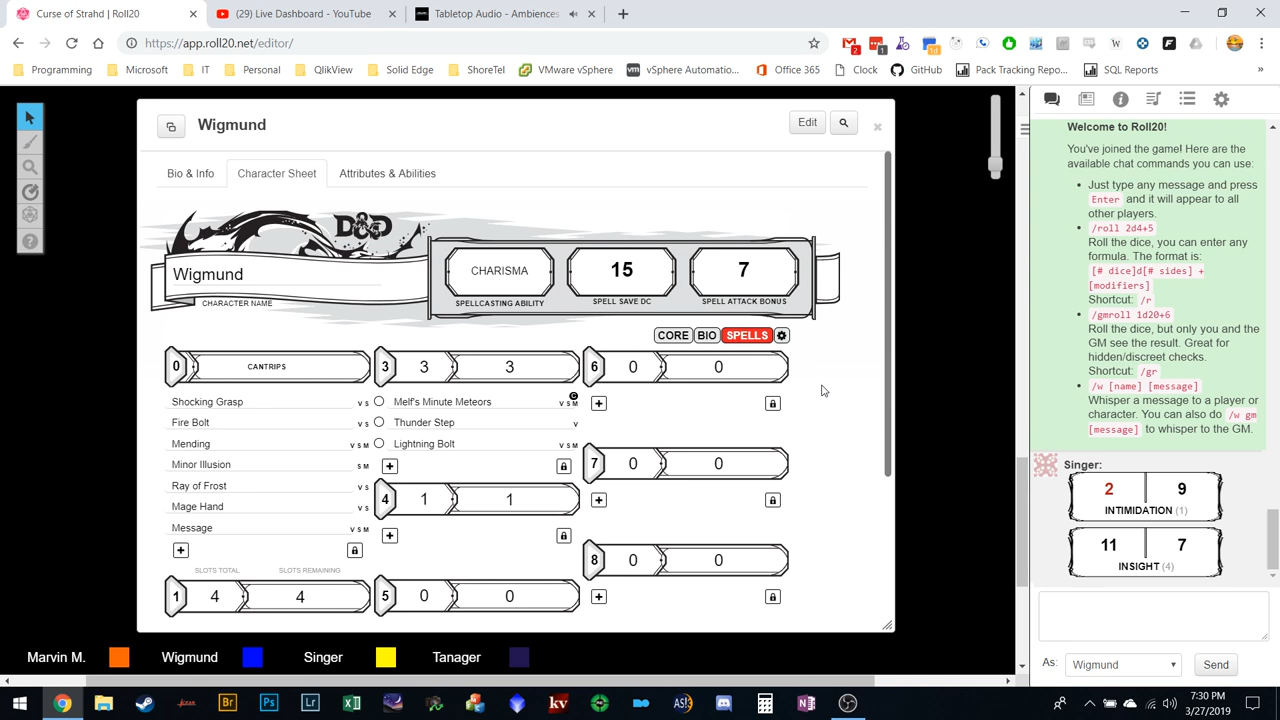 Curse of Strahd | Roll20
(29) Live Dashboard - YouTube
Tabletop Audio - Ambiences
https://app.roll20.net/editor/
Programming
Microsoft
IT
Personal
QlikView
Solid Edge
ShoreTel
VMware vSphere
vSphere Automatio...
Office 365
Clock
GitHub
Pack Tracking Repo...
SQL Reports
Wigmund
Edit
Bio & Info
Character Sheet
Attributes & Abilities
D&D
Wigmund
CHARACTER NAME
CHARISMA
SPELLCASTING ABILITY
15
SPELL SAVE DC
7
SPELL ATTACK BONUS
CORE
BIO
SPELLS
0 CANTRIPS
Shocking Grasp V S
Fire Bolt V S
Mending V S M
Minor Illusion S M
Ray of Frost V S
Mage Hand V S
Message V S M
SLOTS TOTAL SLOTS REMAINING
1 4 4
3 3 3
Melf's Minute Meteors V S M C
Thunder Step V
Lightning Bolt V S M
4 1 1
5 0 0
6 0 0
7 0 0
8 0 0
Welcome to Roll20!
You've joined the game! Here are the
available chat commands you can use:
Just type any message and press
Enter and it will appear to all
other players.
/roll 2d4+5
Roll the dice, you can enter any
formula. The format is:
[# dice]d[# sides] +
[modifiers]
Shortcut: /r
/gmroll 1d20+6
Roll the dice, but only you and the
GM see the result. Great for
hidden/discreet checks.
Shortcut: /gr
/w [name] [message]
Whisper a message to a player or
character. You can also do /w gm
[message] to whisper to the GM.
Singer:
2 9
INTIMIDATION (1)
11 7
INSIGHT (4)
As: Wigmund Send
Marvin M.
Wigmund
Singer
Tanager
7:30 PM
3/27/2019